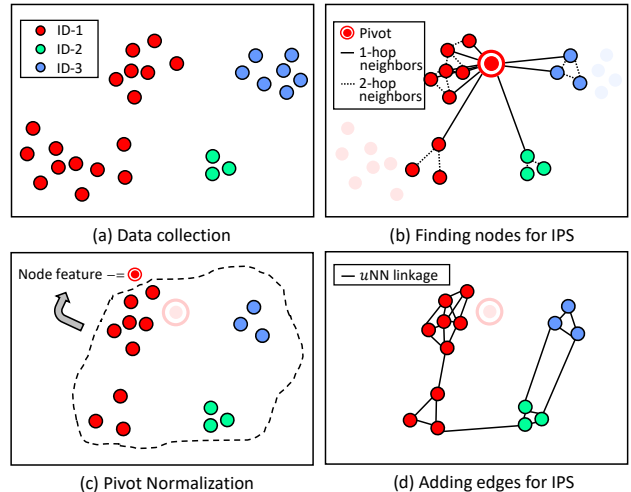 ID-1
ID-2
ID-3
(a) Data collection
Pivot
1-hop
neighbors
2-hop
neighbors
(b) Finding nodes for IPS
Node feature −=
(c) Pivot Normalization
uNN linkage
(d) Adding edges for IPS